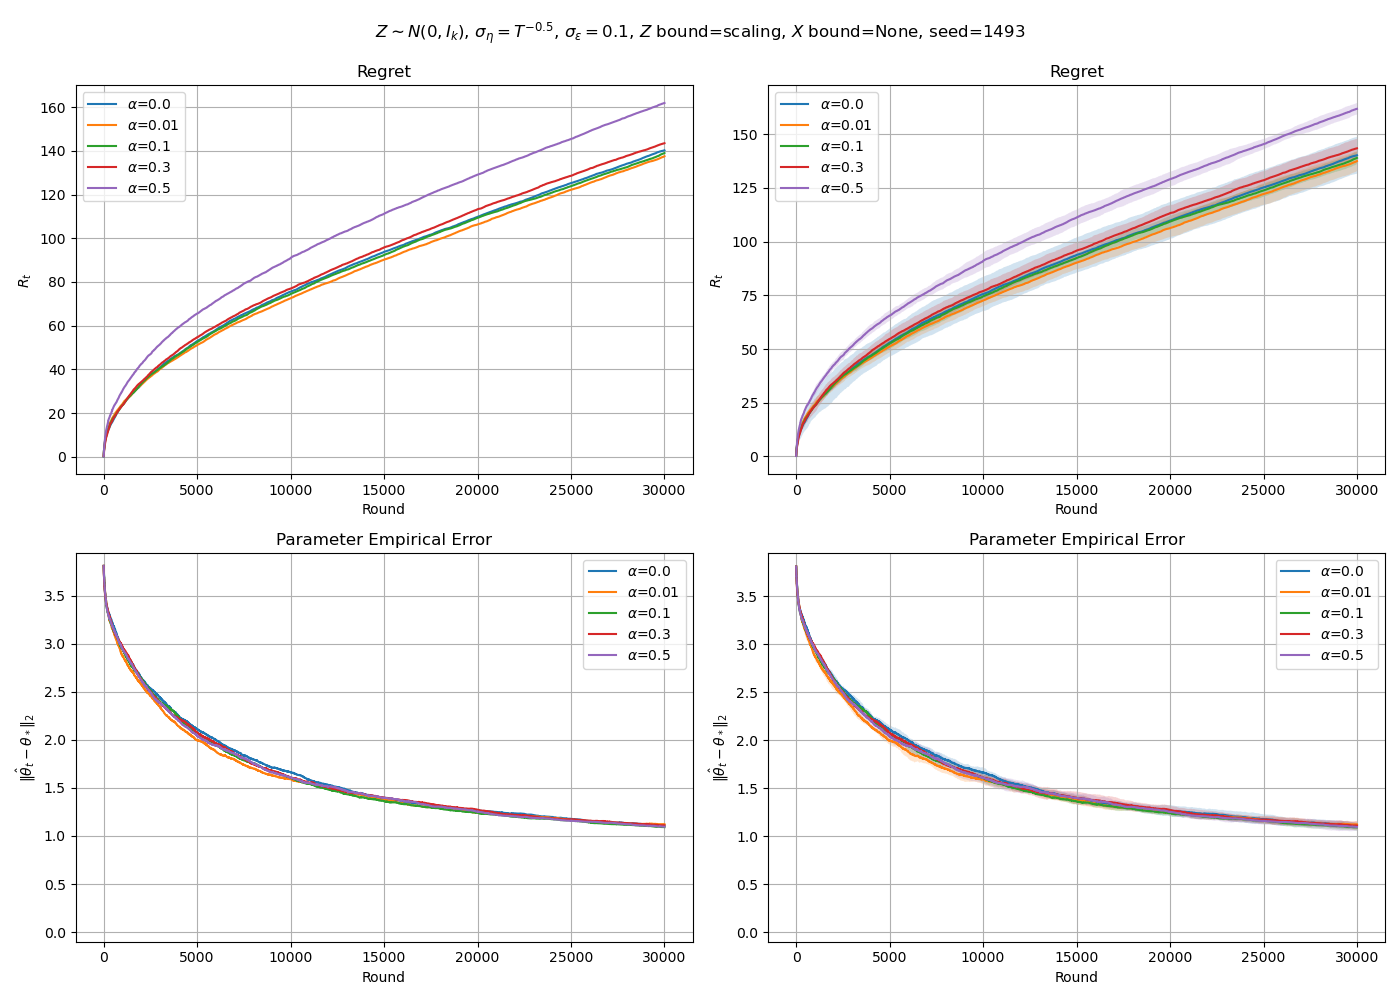 Z ~ N(0, I_k), σ_η = T^{-0.5}, σ_ε = 0.1, Z bound=scaling, X bound=None, seed=1493
Regret
160
140
120
100
80
60
40
20
0
R_t
α=0.0
α=0.01
α=0.1
α=0.3
α=0.5
0 5000 10000 15000 20000 25000 30000
Round
Regret
150
125
100
75
50
25
0
R_t
α=0.0
α=0.01
α=0.1
α=0.3
α=0.5
0 5000 10000 15000 20000 25000 30000
Round
Parameter Empirical Error
3.5
3.0
2.5
2.0
1.5
1.0
0.5
0.0
‖θ̂_t − θ_*‖_2
α=0.0
α=0.01
α=0.1
α=0.3
α=0.5
0 5000 10000 15000 20000 25000 30000
Round
Parameter Empirical Error
3.5
3.0
2.5
2.0
1.5
1.0
0.5
0.0
‖θ̂_t − θ_*‖_2
α=0.0
α=0.01
α=0.1
α=0.3
α=0.5
0 5000 10000 15000 20000 25000 30000
Round